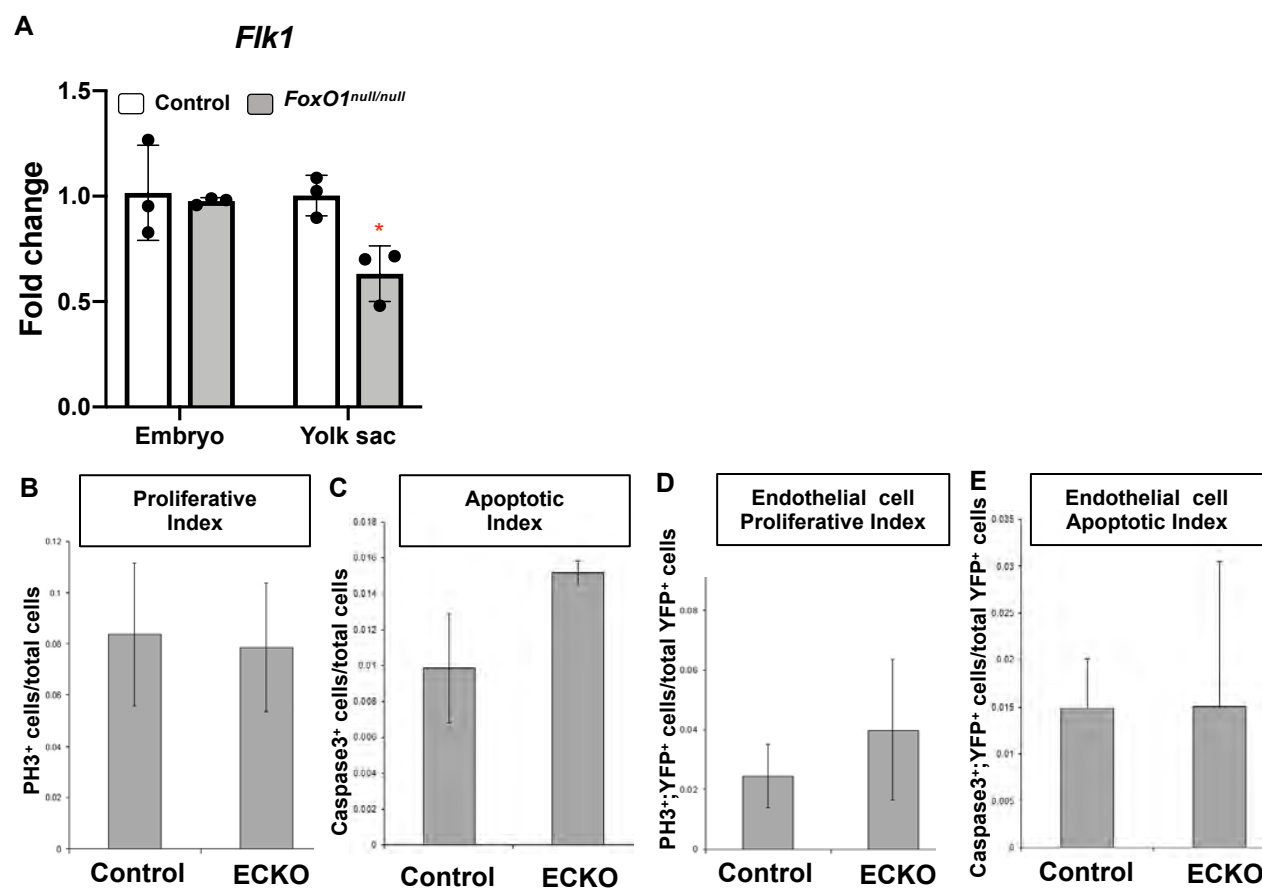 A
Flk1
Control FoxO1null/null
Fold change
1.5
1.0
0.5
0.0
*
Embryo Yolk sac
B
Proliferative
Index
PH3+ cells/total cells
0.12
0.1
0.08
0.06
0.04
0.02
0
Control ECKO
C
Apoptotic
Index
Caspase3+ cells/total cells
0.018
0.016
0.014
0.012
0.01
0.008
0.006
0.004
0.002
0
Control ECKO
D
Endothelial cell
Proliferative Index
PH3+;YFP+ cells/total YFP+ cells
0.08
0.06
0.04
0.02
0
Control ECKO
E
Endothelial cell
Apoptotic Index
Caspase3+;YFP+ cells/total YFP+ cells
0.035
0.03
0.025
0.02
0.015
0.01
0.005
0
Control ECKO